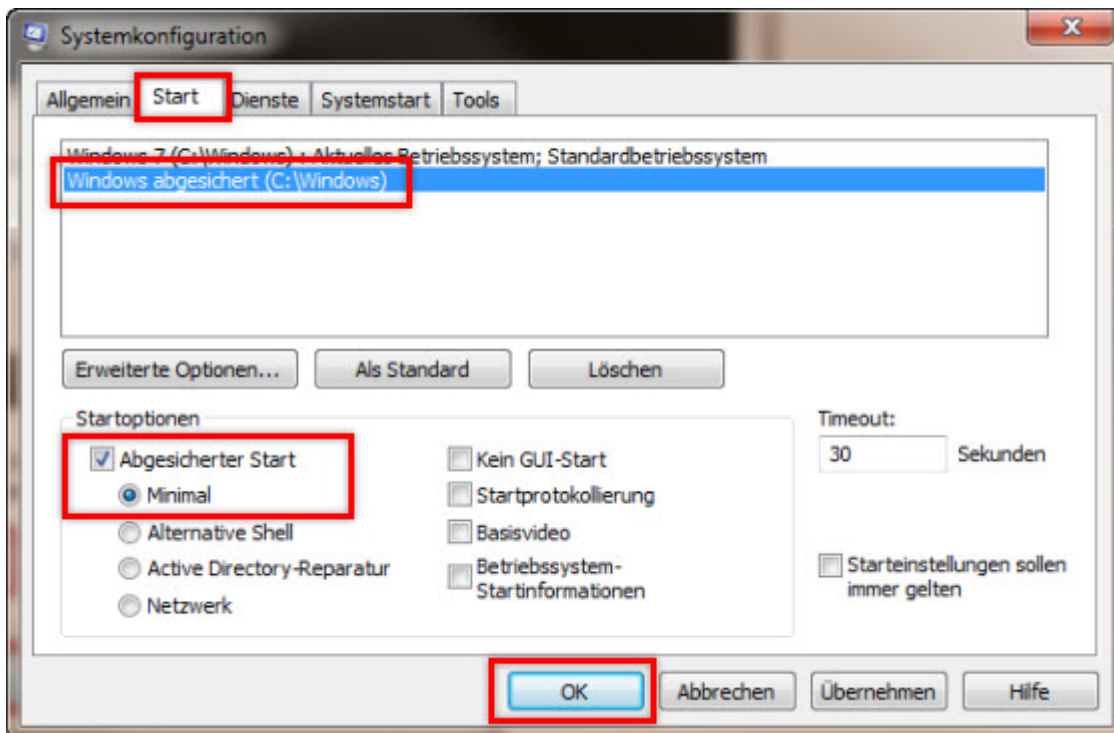 Systemkonfiguration
Allgemein Start Dienste Systemstart Tools
Windows 7 (C:\Windows) : Aktuelles Betriebssystem; Standardbetriebssystem
Windows abgesichert (C:\Windows)
Erweiterte Optionen... Als Standard Löschen
Startoptionen
Abgesicherter Start
Minimal
Alternative Shell
Active Directory-Reparatur
Netzwerk
Kein GUI-Start
Startprotokollierung
Basisvideo
Betriebssystem-
Startinformationen
Timeout:
30 Sekunden
Starteinstellungen sollen
immer gelten
OK Abbrechen Übernehmen Hilfe